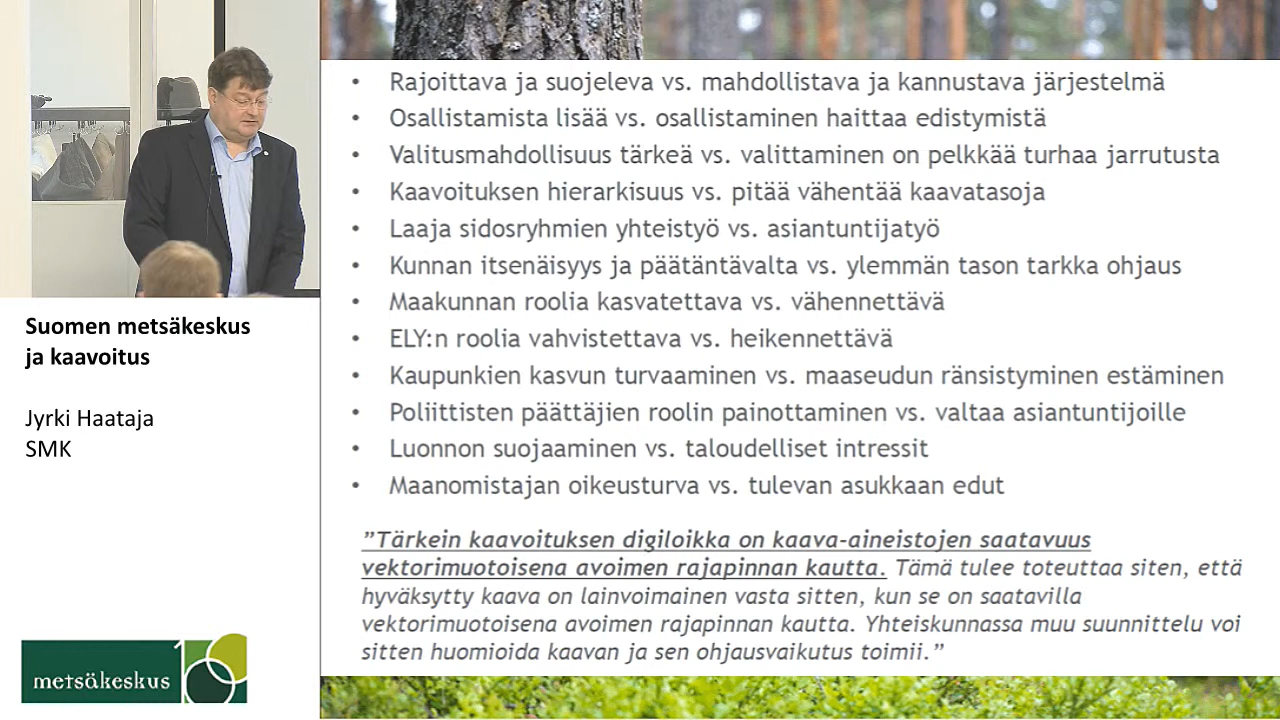 • Rajoittava ja suojeleva vs. mahdollistava ja kannustava järjestelmä
• Osallistamista lisää vs. osallistaminen haittaa edistymistä
• Valitusmahdollisuus tärkeä vs. valittaminen on pelkkää turhaa jarrutusta
• Kaavoituksen hierarkisuus vs. pitää vähentää kaavatasoja
• Laaja sidosryhmien yhteistyö vs. asiantuntijatyö
• Kunnan itsenäisyys ja päätäntävalta vs. ylemmän tason tarkka ohjaus
• Maakunnan roolia kasvatettava vs. vähennettävä
• ELY:n roolia vahvistettava vs. heikennettävä
• Kaupunkien kasvun turvaaminen vs. maaseudun ränsistyminen estäminen
• Poliittisten päättäjien roolin painottaminen vs. valtaa asiantuntijoille
• Luonnon suojaaminen vs. taloudelliset intressit
• Maanomistajan oikeusturva vs. tulevan asukkaan edut
”Tärkein kaavoituksen digiloikka on kaava-aineistojen saatavuus
vektorimuotoisena avoimen rajapinnan kautta. Tämä tulee toteuttaa siten, että
hyväksytty kaava on lainvoimainen vasta sitten, kun se on saatavilla
vektorimuotoisena avoimen rajapinnan kautta. Yhteiskunnassa muu suunnittelu voi
sitten huomioida kaavan ja sen ohjausvaikutus toimii.”
Suomen metsäkeskus
ja kaavoitus
Jyrki Haataja
SMK
metsäkeskus 10